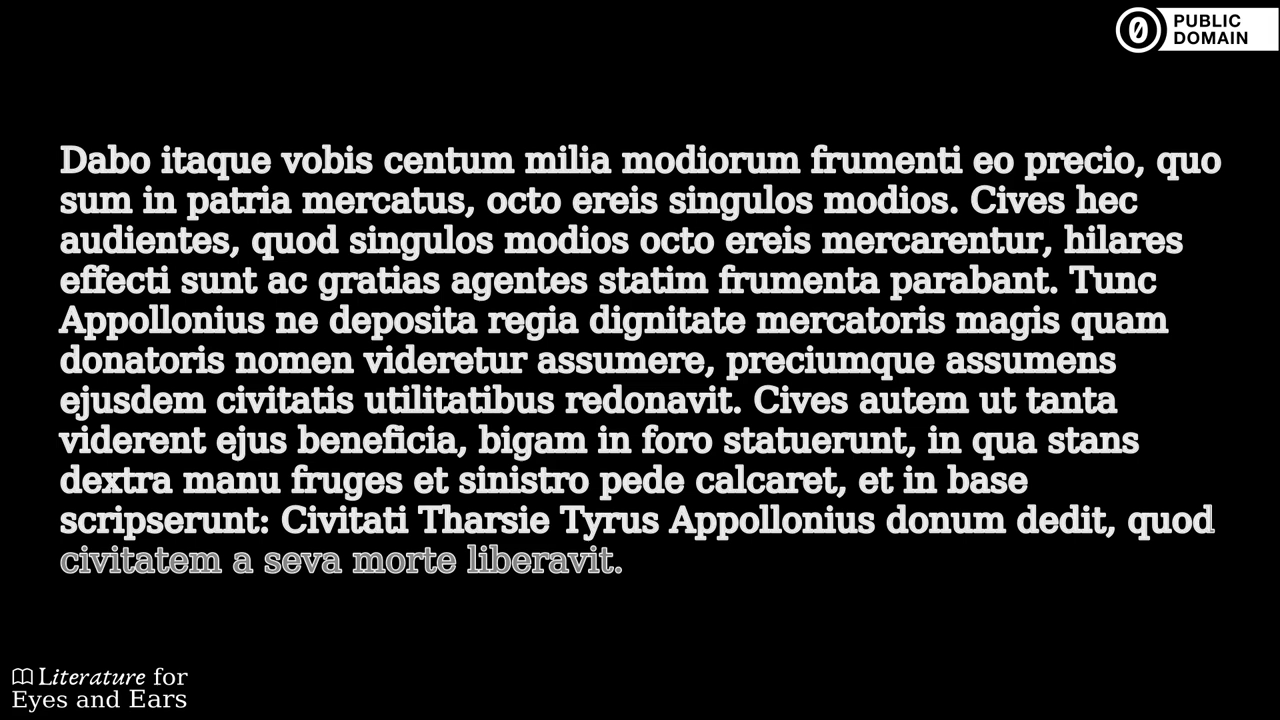 PUBLIC
DOMAIN
Dabo itaque vobis centum milia modiorum frumenti eo precio, quo
sum in patria mercatus, octo ereis singulos modios. Cives hec
audientes, quod singulos modios octo ereis mercarentur, hilares
effecti sunt ac gratias agentes statim frumenta parabant. Tunc
Appollonius ne deposita regia dignitate mercatoris magis quam
donatoris nomen videretur assumere, preciumque assumens
ejusdem civitatis utilitatibus redonavit. Cives autem ut tanta
viderent ejus beneficia, bigam in foro statuerunt, in qua stans
dextra manu fruges et sinistro pede calcaret, et in base
scripserunt: Civitati Tharsie Tyrus Appollonius donum dedit, quod
civitatem a seva morte liberavit.
Literature for
Eyes and Ears